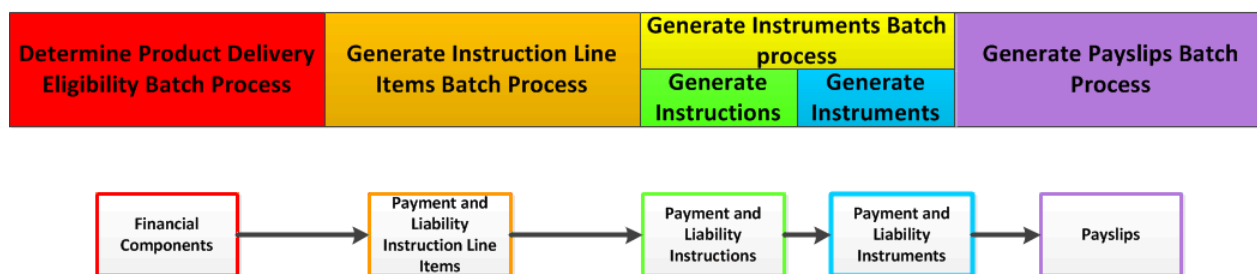 Determine Product Delivery
Eligibility Batch Process
Generate Instruction Line
Items Batch Process
Generate Instruments Batch
process
Generate
Instructions
Generate
Instruments
Generate Payslips Batch
Process
Financial
Components
Payment and
Liability
Instruction Line
Items
Payment and
Liability
Instructions
Payment and
Liability
Instruments
Payslips